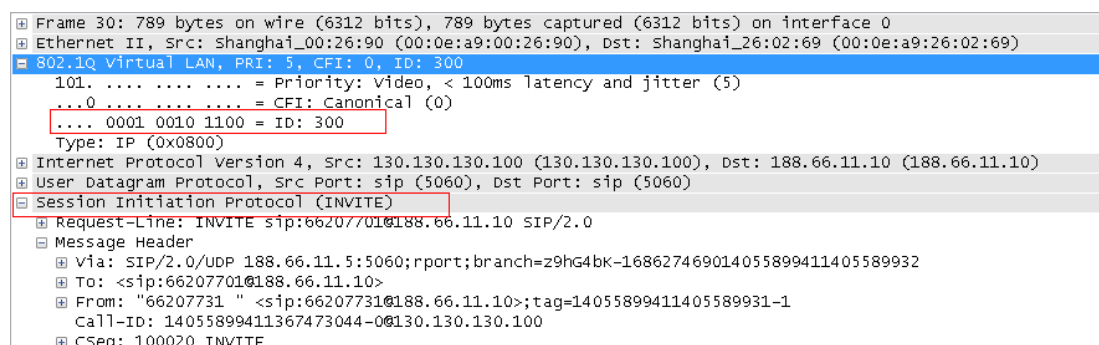 Frame 30: 789 bytes on wire (6312 bits), 789 bytes captured (6312 bits) on interface 0
Ethernet II, Src: Shanghai_00:26:90 (00:0e:a9:00:26:90), Dst: Shanghai_26:02:69 (00:0e:a9:26:02:69)
802.1Q Virtual LAN, PRI: 5, CFI: 0, ID: 300
101. .... .... .... = Priority: Video, < 100ms latency and jitter (5)
...0 .... .... .... = CFI: Canonical (0)
.... 0001 0010 1100 = ID: 300
Type: IP (0x0800)
Internet Protocol Version 4, Src: 130.130.130.100 (130.130.130.100), Dst: 188.66.11.10 (188.66.11.10)
User Datagram Protocol, Src Port: sip (5060), Dst Port: sip (5060)
Session Initiation Protocol (INVITE)
Request-Line: INVITE sip:66207701@188.66.11.10 SIP/2.0
Message Header
Via: SIP/2.0/UDP 188.66.11.5:5060;rport;branch=z9hG4bK-1686274690140558994​11405589932
To: <sip:66207701@188.66.11.10>
From: "66207731 " <sip:66207731@188.66.11.10>;tag=14055899411405589931-1
Call-ID: 14055899411367473044-0@130.130.130.100
CSeq: 100020 INVITE